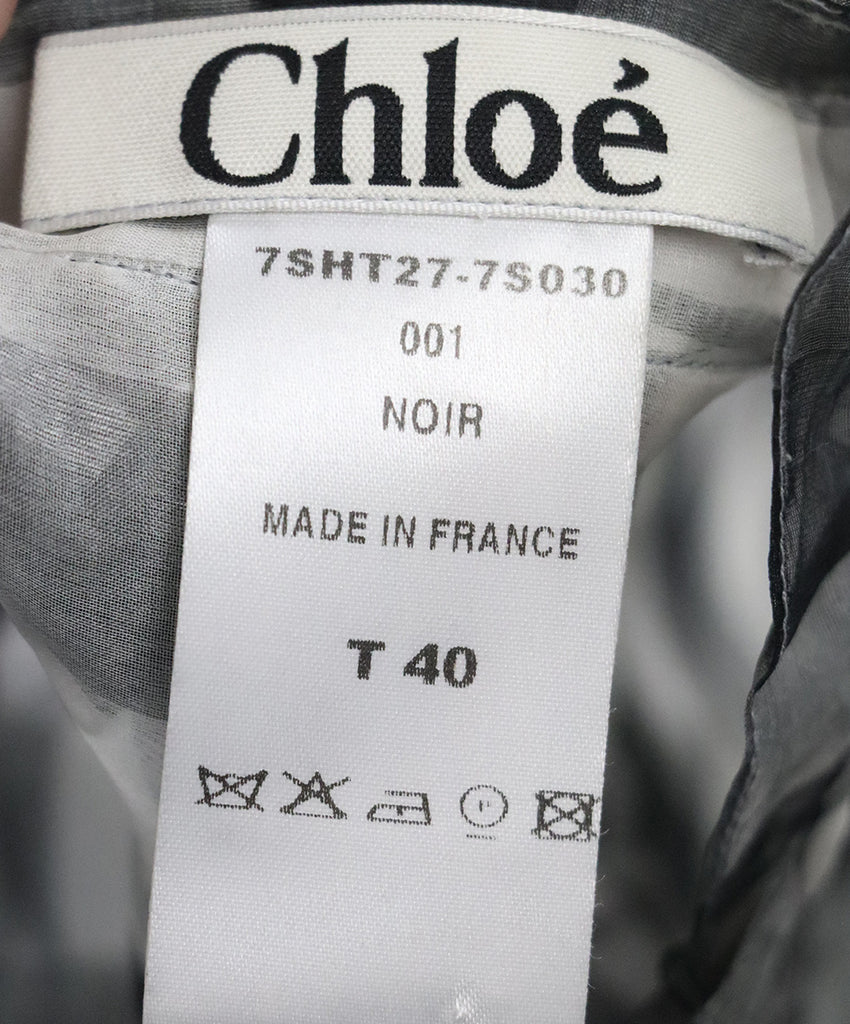 Chloé
7SHT27-7S030
001
NOIR
MADE IN FRANCE
T 40
P